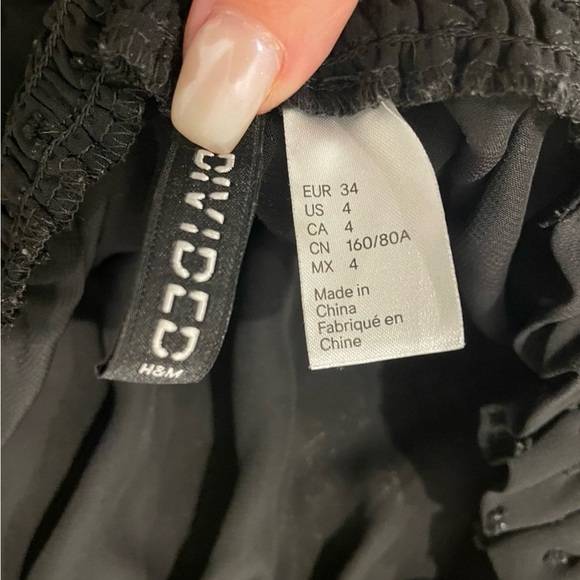 DIVIDED
H&M
EUR 34
US 4
CA 4
CN 160/80A
MX 4
Made in
China
Fabriqué en
Chine